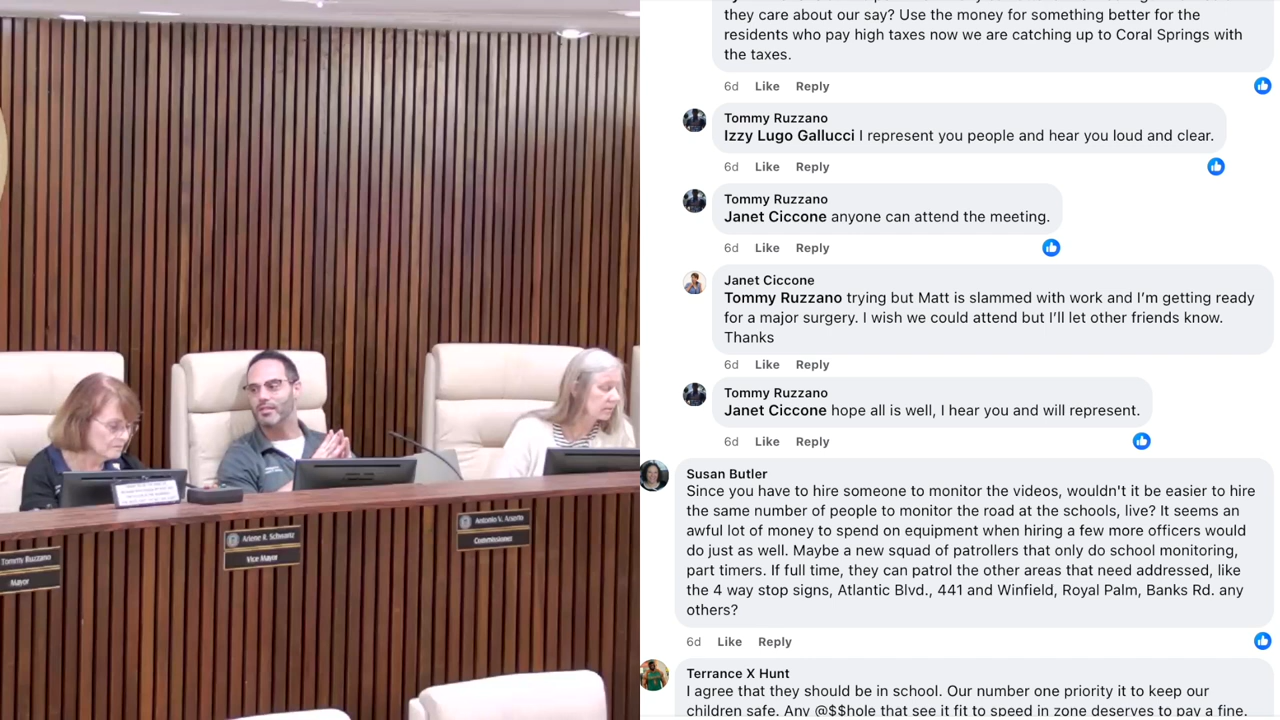 Tommy Ruzzano
Mayor
Arlene R. Schwartz
Vice Mayor
Antonio V. Arserio
Commissioner
they care about our say? Use the money for something better for the
residents who pay high taxes now we are catching up to Coral Springs with
the taxes.
6d Like Reply
Tommy Ruzzano
Izzy Lugo Gallucci I represent you people and hear you loud and clear.
6d Like Reply
Tommy Ruzzano
Janet Ciccone anyone can attend the meeting.
6d Like Reply
Janet Ciccone
Tommy Ruzzano trying but Matt is slammed with work and I’m getting ready
for a major surgery. I wish we could attend but I’ll let other friends know.
Thanks
6d Like Reply
Tommy Ruzzano
Janet Ciccone hope all is well, I hear you and will represent.
6d Like Reply
Susan Butler
Since you have to hire someone to monitor the videos, wouldn't it be easier to hire
the same number of people to monitor the road at the schools, live? It seems an
awful lot of money to spend on equipment when hiring a few more officers would
do just as well. Maybe a new squad of patrollers that only do school monitoring,
part timers. If full time, they can patrol the other areas that need addressed, like
the 4 way stop signs, Atlantic Blvd., 441 and Winfield, Royal Palm, Banks Rd. any
others?
6d Like Reply
Terrance X Hunt
I agree that they should be in school. Our number one priority it to keep our
children safe. Any @$$hole that see it fit to speed in zone deserves to pay a fine.